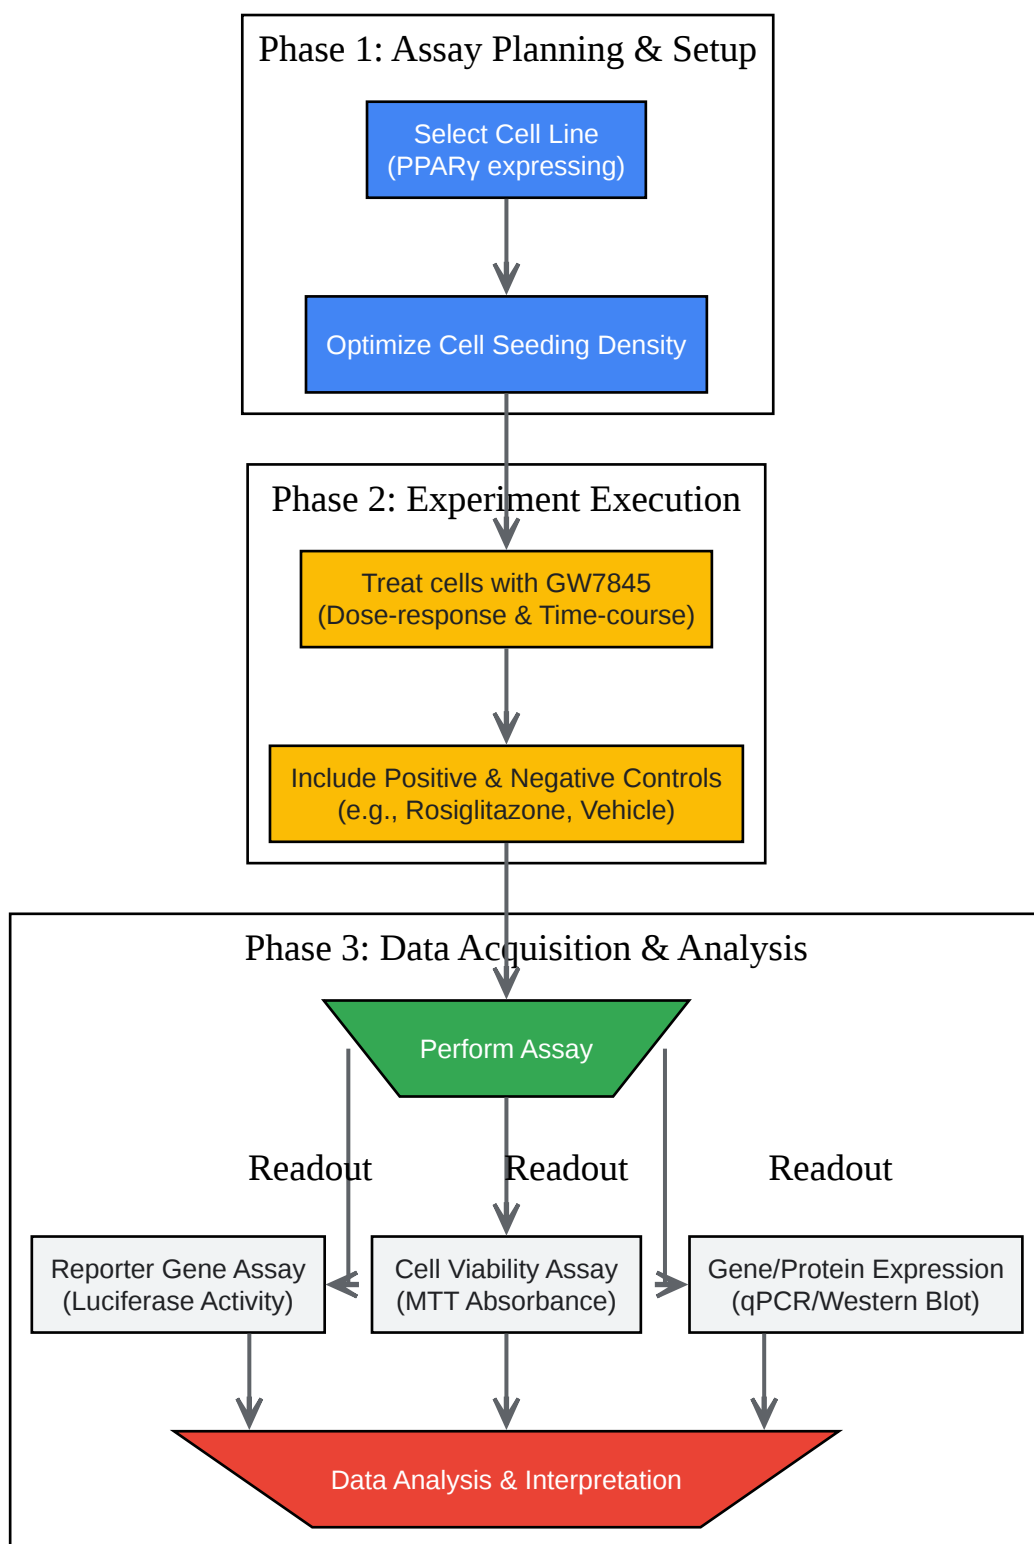 Phase 1: Assay Planning & Setup
Select Cell Line
(PPARγ expressing)
Optimize Cell Seeding Density
Phase 2: Experiment Execution
Treat cells with GW7845
(Dose-response & Time-course)
Include Positive & Negative Controls
(e.g., Rosiglitazone, Vehicle)
Phase 3: Data Acquisition & Analysis
Perform Assay
Readout
Readout
Readout
Reporter Gene Assay
(Luciferase Activity)
Cell Viability Assay
(MTT Absorbance)
Gene/Protein Expression
(qPCR/Western Blot)
Data Analysis & Interpretation